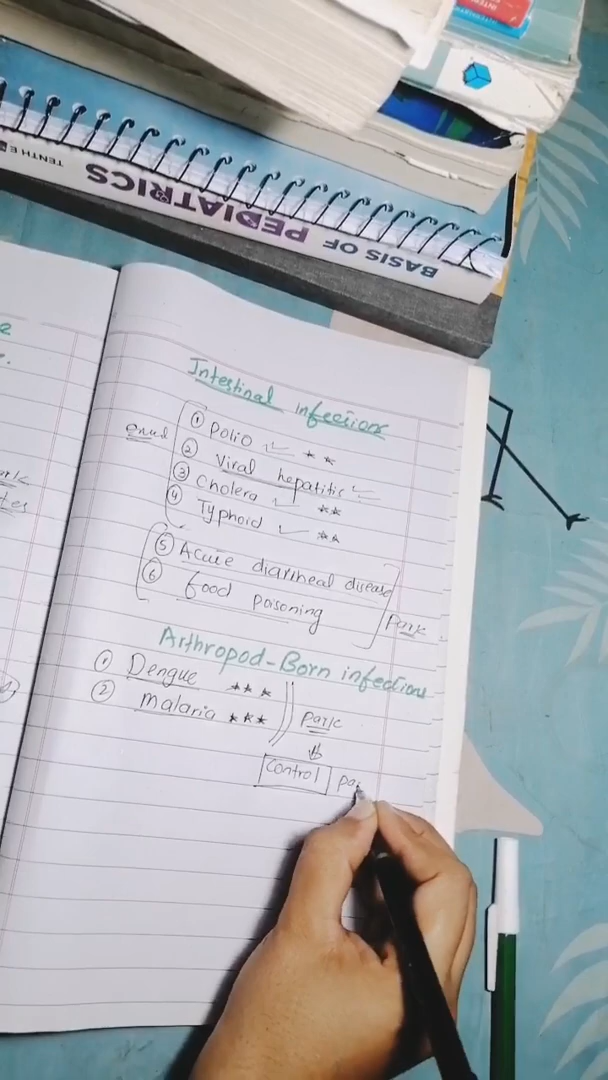 BASIS OF PEDIATRICS
TENTH E
Intestinal infections
① Polio ✓ ★★
② Viral hepatitis ✓
③ Cholera ✓ ★★
④ Typhoid ✓ ★★
⑤ Acute diarrheal disease
⑥ food poisoning
Park
Arthropod-Born infections
① Dengue ★★★
② malaria ★★★
Park
↓
Control pa